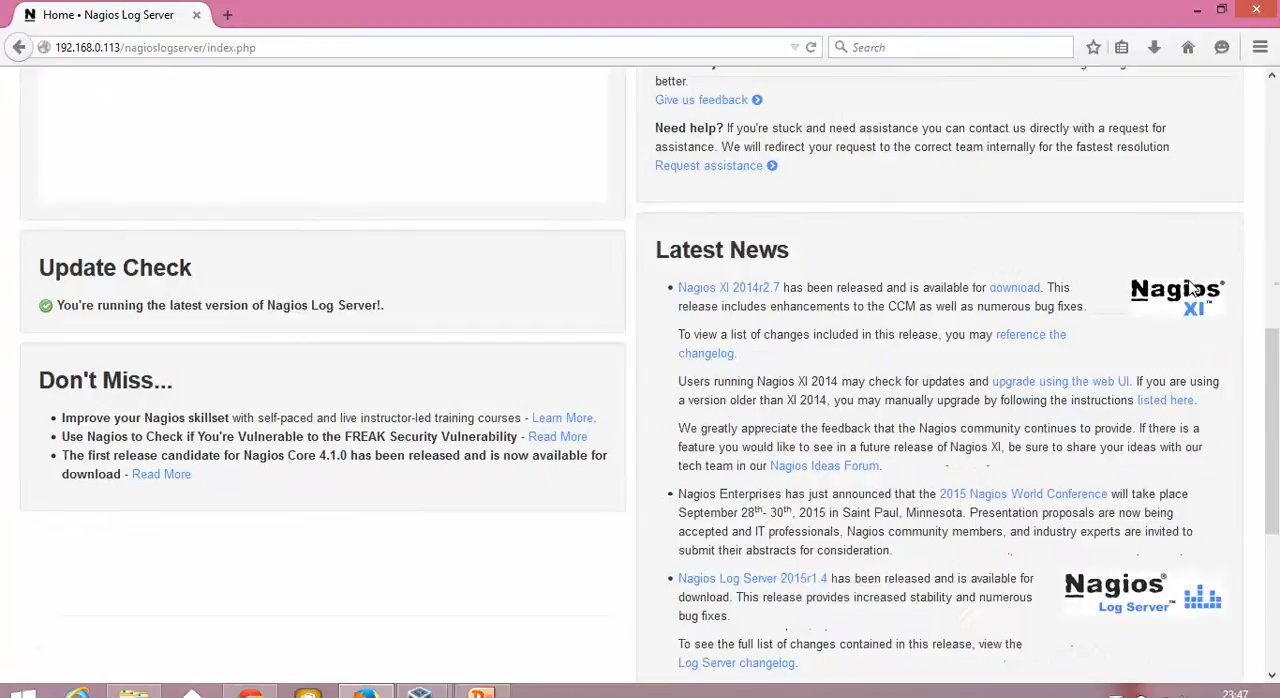 Home • Nagios Log Server
192.168.0.113/nagioslogserver/index.php
Search
better.
Give us feedback
Need help? If you're stuck and need assistance you can contact us directly with a request for
assistance. We will redirect your request to the correct team internally for the fastest resolution
Request assistance
Update Check
You're running the latest version of Nagios Log Server!.
Don't Miss...
• Improve your Nagios skillset with self-paced and live instructor-led training courses - Learn More.
• Use Nagios to Check if You're Vulnerable to the FREAK Security Vulnerability - Read More
• The first release candidate for Nagios Core 4.1.0 has been released and is now available for
download - Read More
Latest News
• Nagios XI 2014r2.7 has been released and is available for download. This
release includes enhancements to the CCM as well as numerous bug fixes.
Nagios®
XI™
To view a list of changes included in this release, you may reference the
changelog.
Users running Nagios XI 2014 may check for updates and upgrade using the web UI. If you are using
a version older than XI 2014, you may manually upgrade by following the instructions listed here.
We greatly appreciate the feedback that the Nagios community continues to provide. If there is a
feature you would like to see in a future release of Nagios XI, be sure to share your ideas with our
tech team in our Nagios Ideas Forum.
• Nagios Enterprises has just announced that the 2015 Nagios World Conference will take place
September 28th- 30th, 2015 in Saint Paul, Minnesota. Presentation proposals are now being
accepted and IT professionals, Nagios community members, and industry experts are invited to
submit their abstracts for consideration.
• Nagios Log Server 2015r1.4 has been released and is available for
download. This release provides increased stability and numerous
bug fixes.
Nagios®
Log Server™
To see the full list of changes contained in this release, view the
Log Server changelog.
23:47